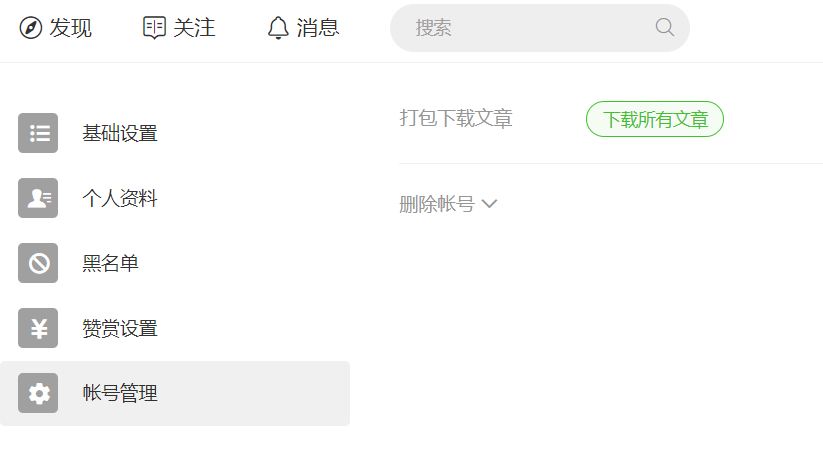 发现 关注 消息 搜索
基础设置
个人资料
黑名单
赞赏设置
帐号管理
打包下载文章 下载所有文章
删除帐号